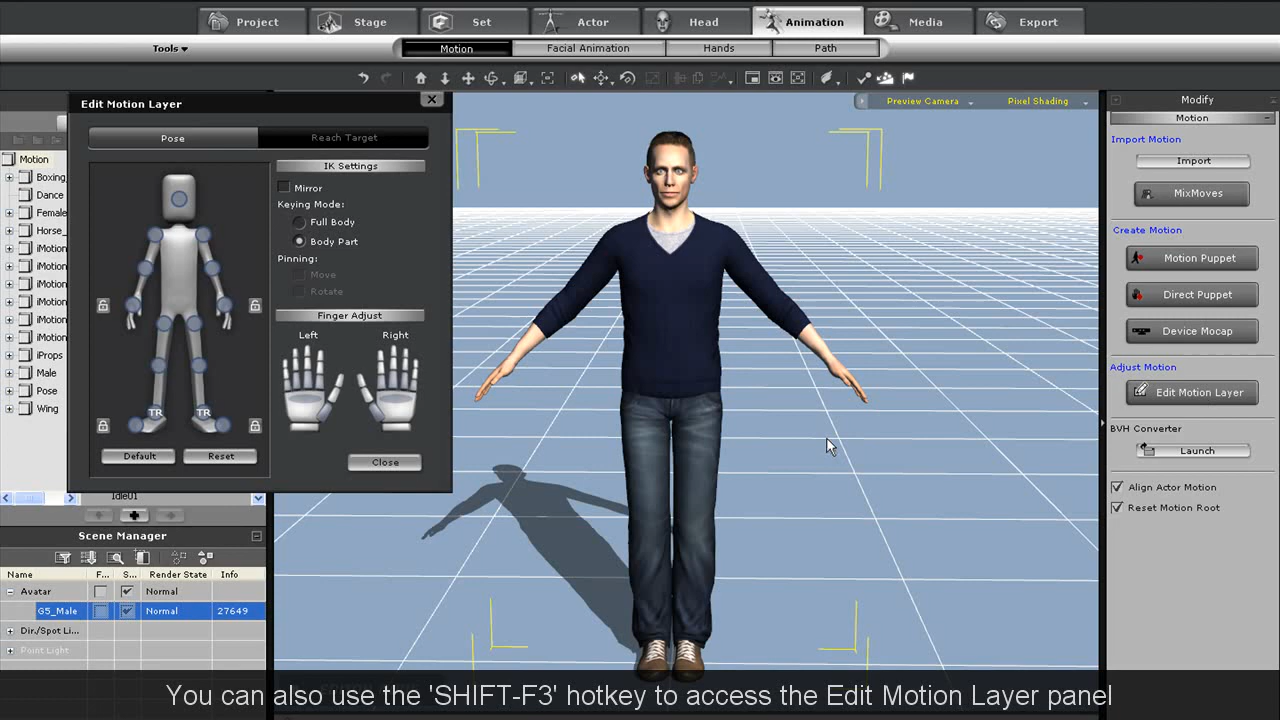 Project Stage Set Actor Head Animation Media Export
Tools Motion Facial Animation Hands Path
Edit Motion Layer
Preview Camera Pixel Shading
Modify
Motion
Pose Reach Target
IK Settings
Mirror
Keying Mode:
Full Body
Body Part
Pinning:
Move
Rotate
Finger Adjust
Left Right
TR TR
Default Reset
Close
Motion
Boxing
Dance
Female
Horse_
iMotion
iMotion
iMotion
iMotion
iMotion
iMotion
iProps
Male
Pose
Wing
Idle01
Import Motion
Import
MixMoves
Create Motion
Motion Puppet
Direct Puppet
Device Mocap
Adjust Motion
Edit Motion Layer
BVH Converter
Launch
Align Actor Motion
Reset Motion Root
Scene Manager
Name F... S... Render State Info
Avatar Normal
G5_Male Normal 27649
Dir./Spot Li...
Point Light
You can also use the 'SHIFT-F3' hotkey to access the Edit Motion Layer panel